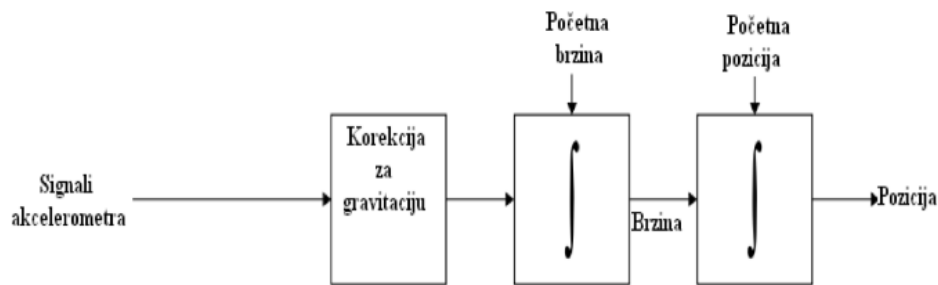 Početna
brzina
Početna
pozicija
Korekcija
za
gravitaciju
Signali
akcelerometra
∫
Brzina
∫
Pozicija